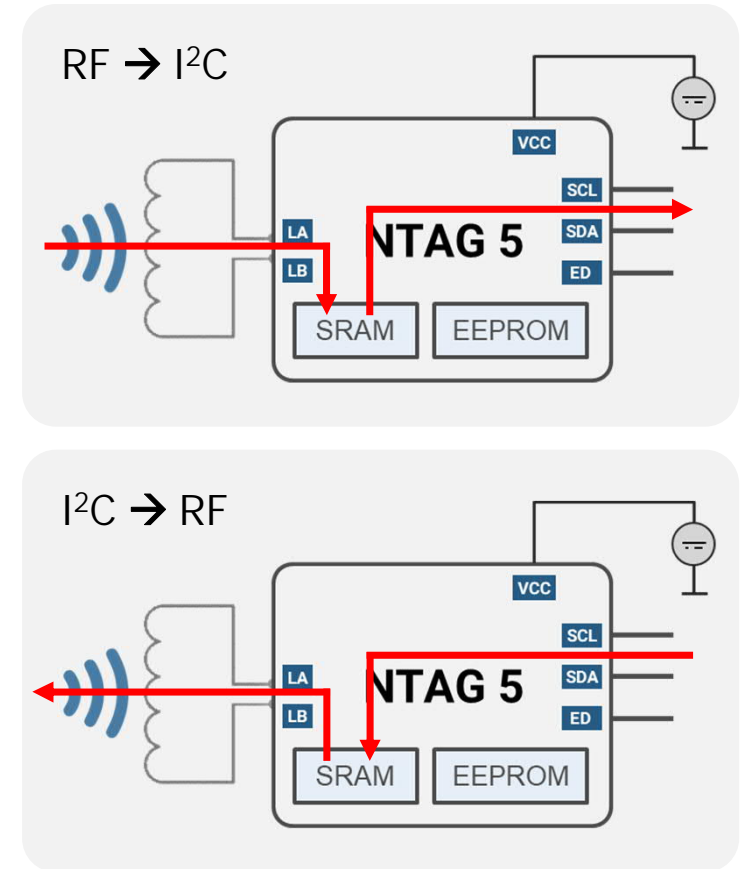 RF → I²C
VCC
SCL
LA
NTAG 5
SDA
LB
ED
SRAM
EEPROM
I²C → RF
VCC
SCL
LA
NTAG 5
SDA
LB
ED
SRAM
EEPROM